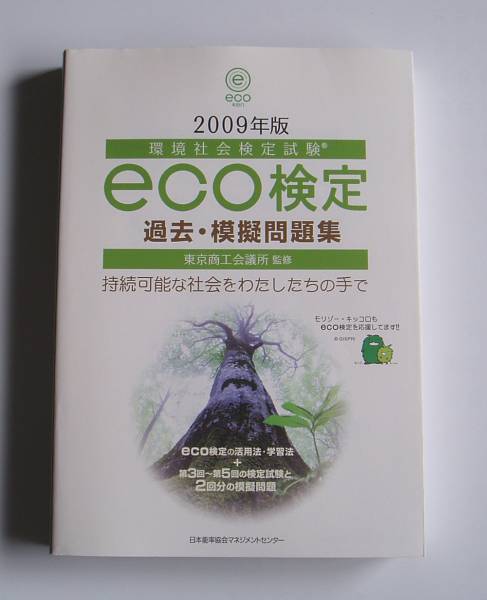 e
eco
2009年版
環境社会検定試験®
eco検定
過去・模擬問題集
東京商工会議所 監修
持続可能な社会をわたしたちの手で
モリゾー・キッコロも
eco検定を応援してます!!
eco検定の活用法・学習法
+
第3回～第5回の検定試験と
2回分の模擬問題
日本能率協会マネジメントセンター